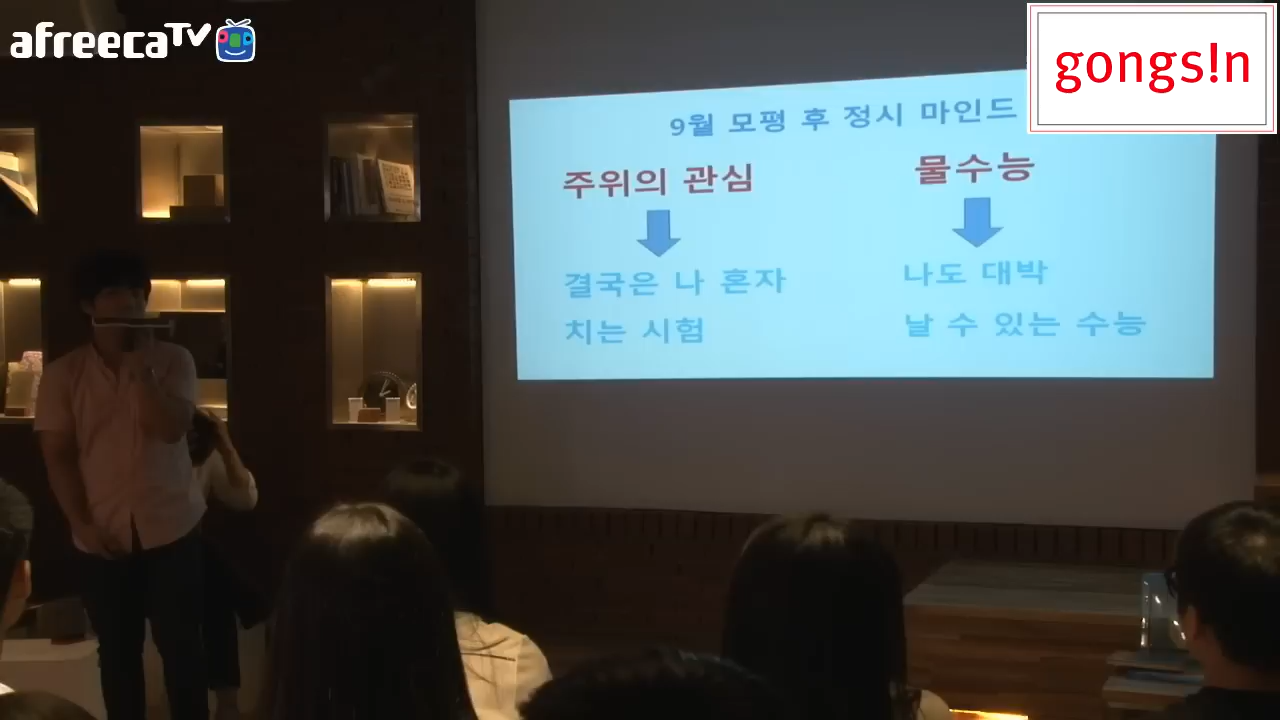 afreecaTV
gongs!n
9월 모평 후 정시 마인드
주위의 관심
물수능
결국은 나 혼자
치는 시험
나도 대박
날 수 있는 수능